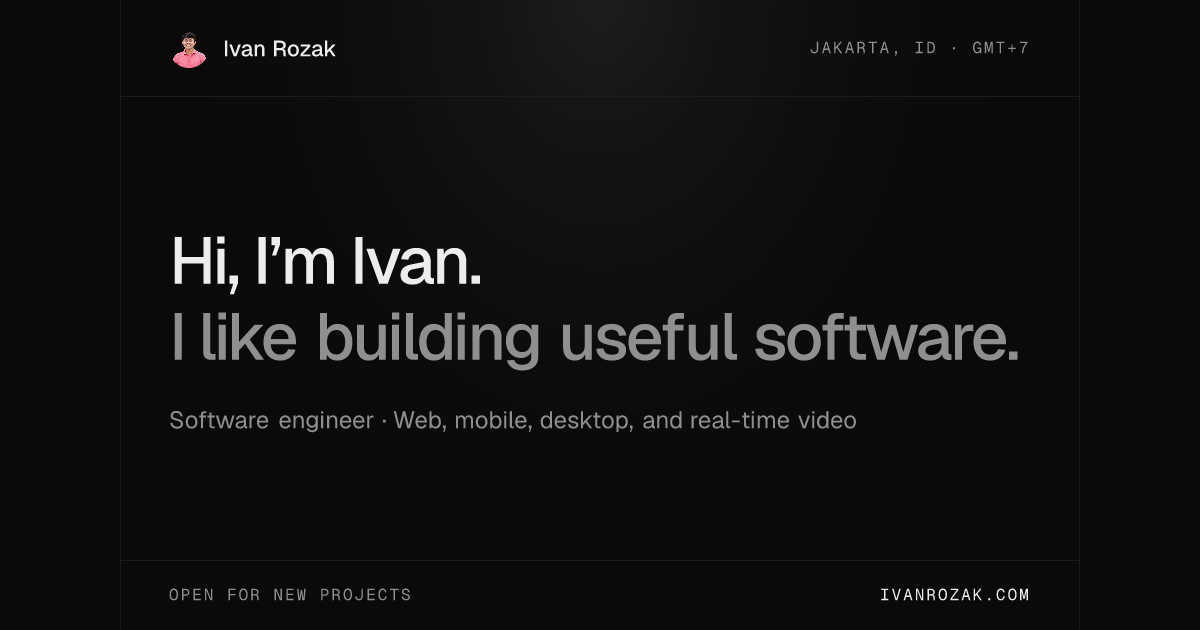 Ivan Rozak
JAKARTA, ID · GMT+7
Hi, I’m Ivan.
I like building useful software.
Software engineer · Web, mobile, desktop, and real-time video
OPEN FOR NEW PROJECTS
IVANROZAK.COM